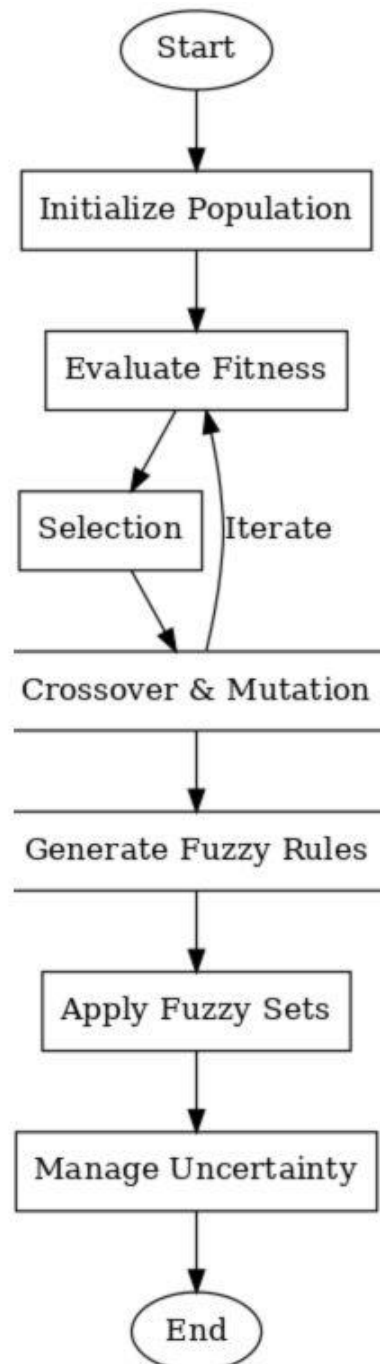 Start
Initialize Population
Evaluate Fitness
Selection
Iterate
Crossover & Mutation
Generate Fuzzy Rules
Apply Fuzzy Sets
Manage Uncertainty
End